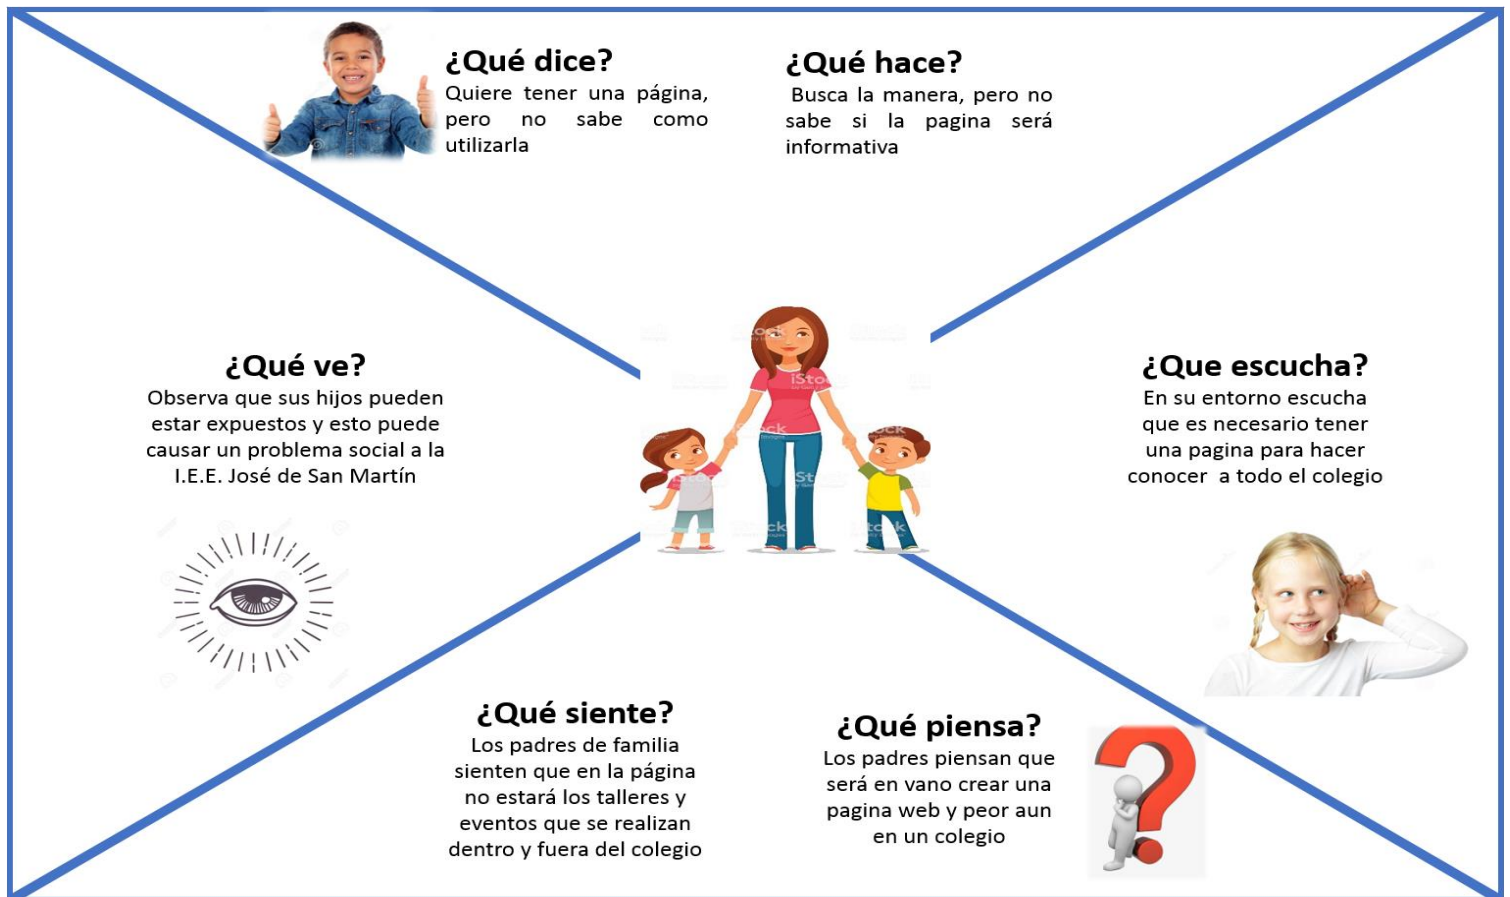 ¿Qué dice?
Quiere tener una página,
pero no sabe como
utilizarla
¿Qué hace?
Busca la manera, pero no
sabe si la pagina será
informativa
¿Qué ve?
Observa que sus hijos pueden
estar expuestos y esto puede
causar un problema social a la
I.E.E. José de San Martín
¿Que escucha?
En su entorno escucha
que es necesario tener
una pagina para hacer
conocer a todo el colegio
iStock
¿Qué siente?
Los padres de familia
sienten que en la página
no estará los talleres y
eventos que se realizan
dentro y fuera del colegio
¿Qué piensa?
Los padres piensan que
será en vano crear una
pagina web y peor aun
en un colegio